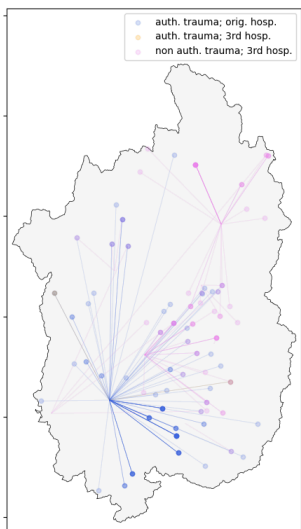 auth. trauma; orig. hosp.
auth. trauma; 3rd hosp.
non auth. trauma; 3rd hosp.